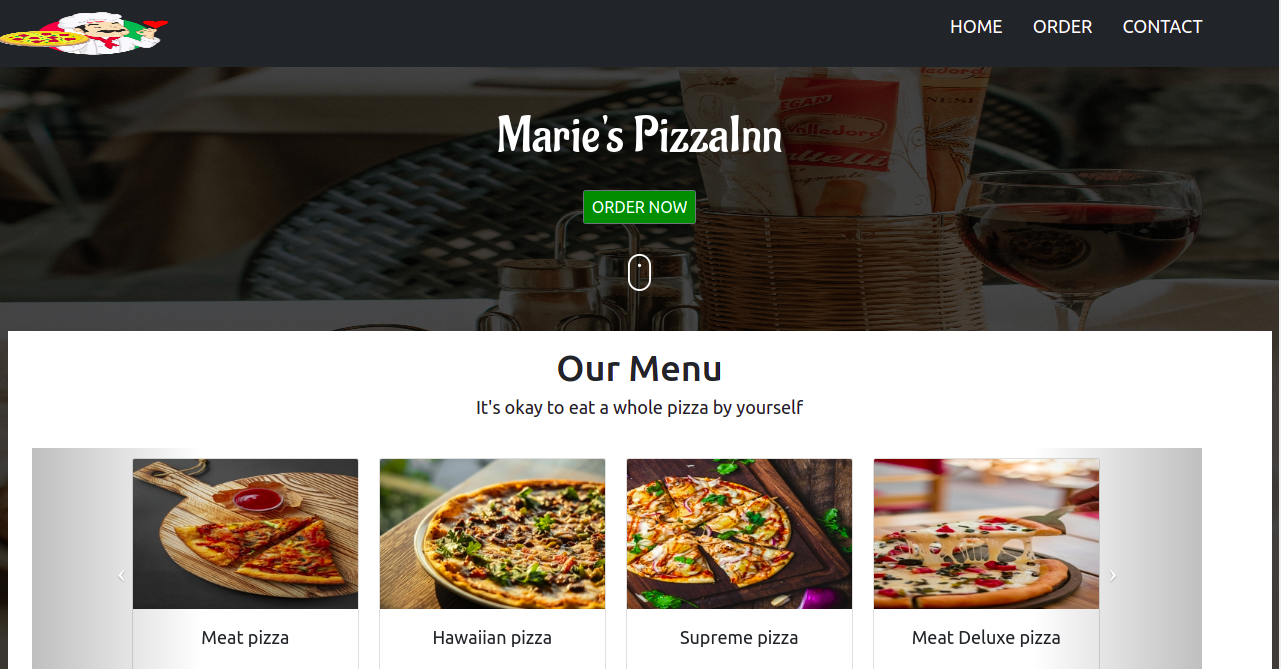 HOME ORDER CONTACT
Marie's PizzaInn
ORDER NOW
Our Menu
It's okay to eat a whole pizza by yourself
Meat pizza
Hawaiian pizza
Supreme pizza
Meat Deluxe pizza